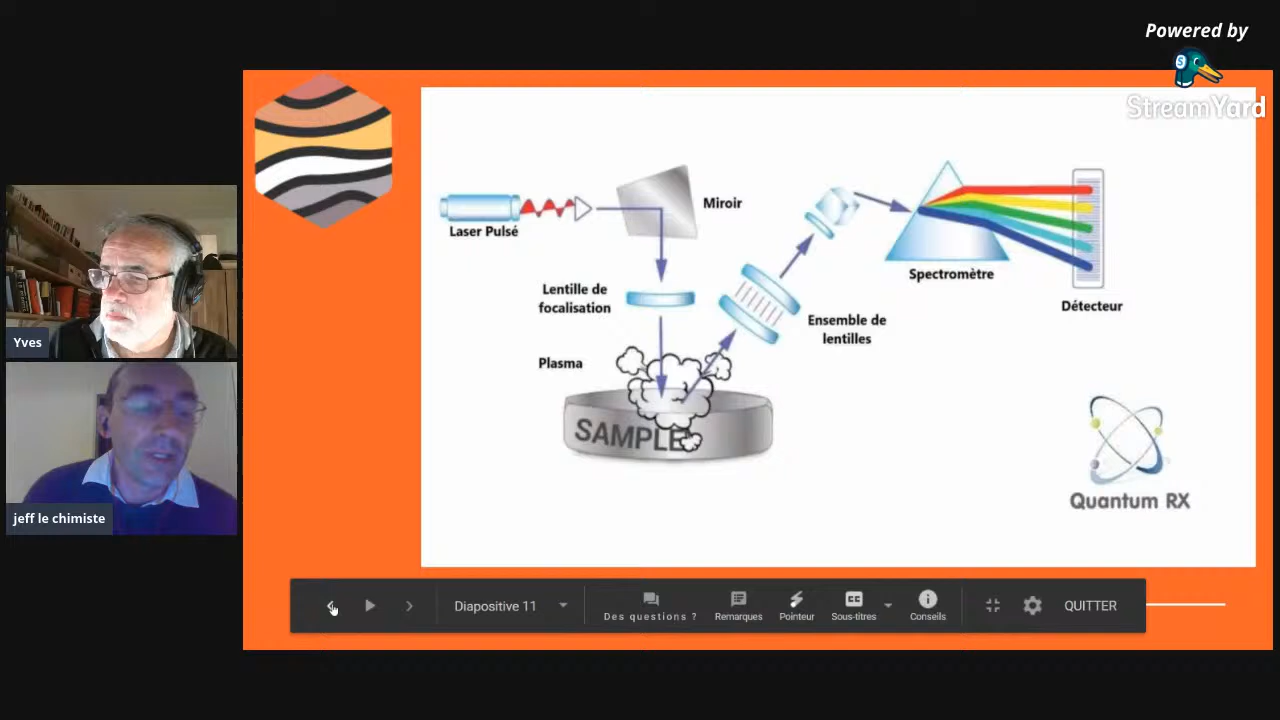 Powered by
StreamYard
Yves
jeff le chimiste
Laser Pulsé
Miroir
Lentille de
focalisation
Plasma
SAMPLE
Ensemble de
lentilles
Spectromètre
Détecteur
Quantum RX
Diapositive 11
Des questions ?
Remarques
Pointeur
CC
Sous-titres
Conseils
QUITTER